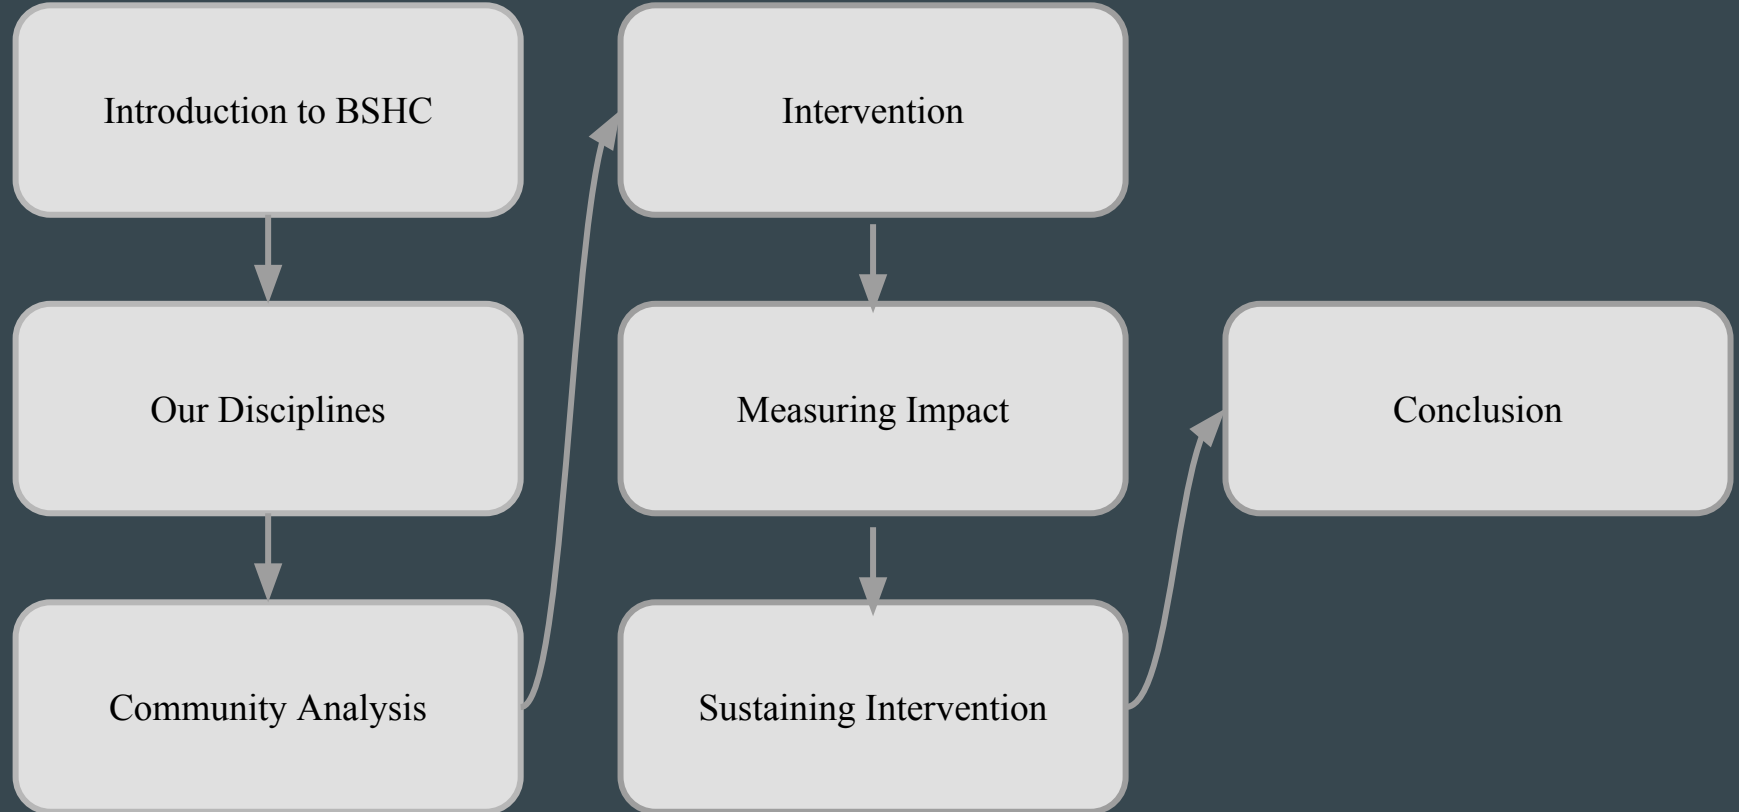 Introduction to BSHC
Our Disciplines
Community Analysis
Intervention
Measuring Impact
Sustaining Intervention
Conclusion